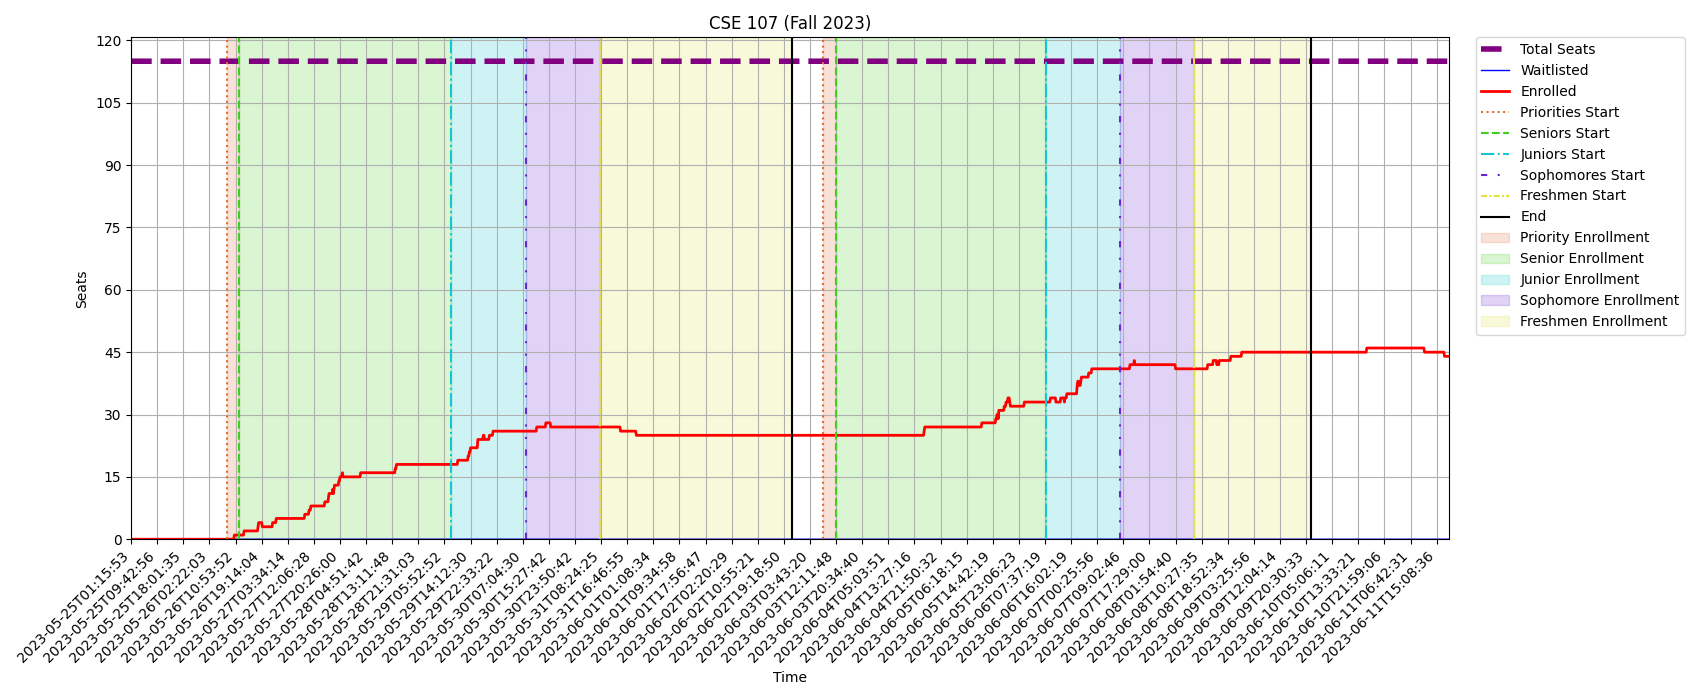 CSE 107 (Fall 2023)
120
105
90
75
60
45
30
15
0
Seats
2023-05-25T01:15:53
2023-05-25T09:42:56
2023-05-25T18:01:35
2023-05-26T02:22:03
2023-05-26T10:53:52
2023-05-26T19:14:04
2023-05-27T03:34:14
2023-05-27T12:06:28
2023-05-27T20:26:00
2023-05-28T04:51:42
2023-05-28T13:11:48
2023-05-28T21:31:03
2023-05-29T05:52:52
2023-05-29T14:12:30
2023-05-29T22:33:22
2023-05-30T07:04:30
2023-05-30T15:27:42
2023-05-30T23:50:42
2023-05-31T08:24:25
2023-05-31T16:46:55
2023-06-01T01:08:34
2023-06-01T09:34:58
2023-06-01T17:56:47
2023-06-02T02:20:29
2023-06-02T10:55:21
2023-06-02T19:18:50
2023-06-03T03:43:20
2023-06-03T12:11:48
2023-06-03T20:34:40
2023-06-04T05:03:51
2023-06-04T13:27:16
2023-06-04T21:50:32
2023-06-05T06:18:15
2023-06-05T14:42:19
2023-06-05T23:06:23
2023-06-06T07:37:19
2023-06-06T16:02:19
2023-06-07T00:25:56
2023-06-07T09:02:46
2023-06-07T17:29:00
2023-06-08T01:54:40
2023-06-08T10:27:35
2023-06-08T18:52:34
2023-06-09T03:25:56
2023-06-09T12:04:14
2023-06-09T20:30:33
2023-06-10T05:06:11
2023-06-10T13:33:21
2023-06-10T21:59:06
2023-06-11T06:42:31
2023-06-11T15:08:36
Time
Total Seats
Waitlisted
Enrolled
Priorities Start
Seniors Start
Juniors Start
Sophomores Start
Freshmen Start
End
Priority Enrollment
Senior Enrollment
Junior Enrollment
Sophomore Enrollment
Freshmen Enrollment